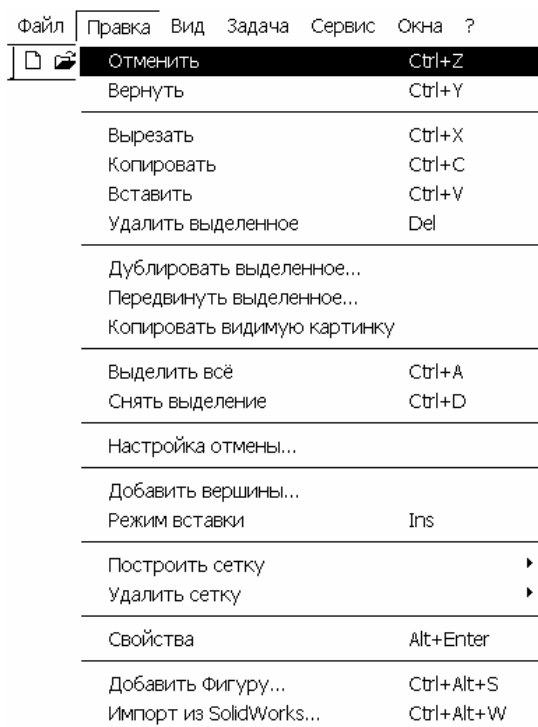 Файл Правка Вид Задача Сервис Окна ?
Отменить Ctrl+Z
Вернуть Ctrl+Y
Вырезать Ctrl+X
Копировать Ctrl+C
Вставить Ctrl+V
Удалить выделенное Del
Дублировать выделенное...
Передвинуть выделенное...
Копировать видимую картинку
Выделить всё Ctrl+A
Снять выделение Ctrl+D
Настройка отмены...
Добавить вершины...
Режим вставки Ins
Построить сетку
Удалить сетку
Свойства Alt+Enter
Добавить Фигуру... Ctrl+Alt+S
Импорт из SolidWorks... Ctrl+Alt+W